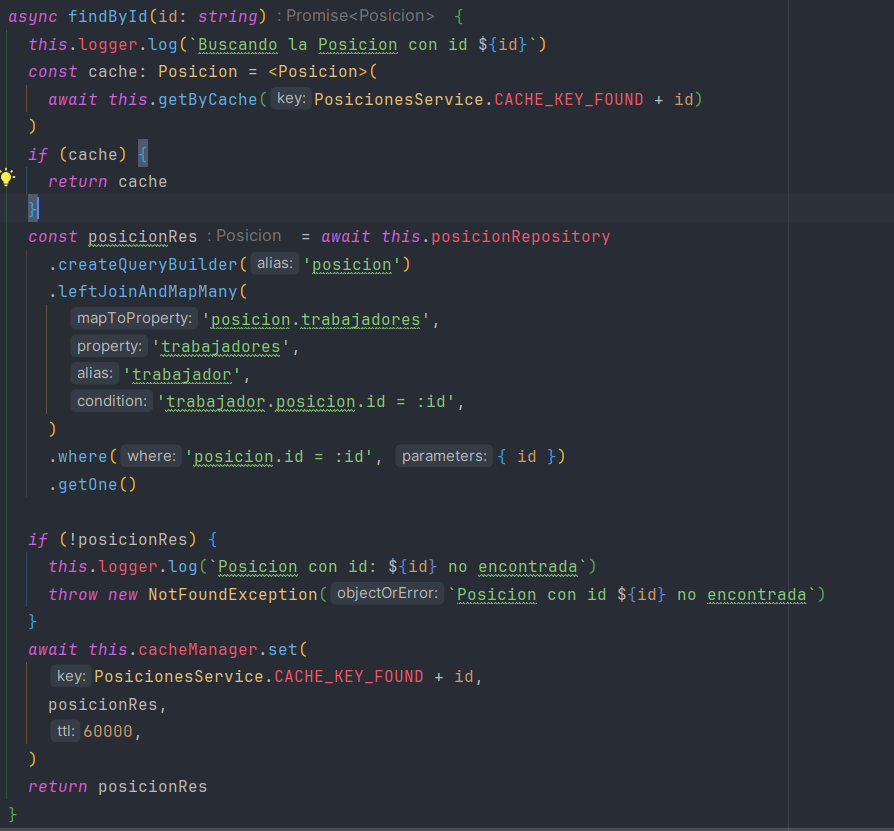 async findById(id: string) : Promise<Posicion> {
this.logger.log(`Buscando la Posicion con id ${id}`)
const cache: Posicion = <Posicion>(
await this.getByCache( key: PosicionesService.CACHE_KEY_FOUND + id)
)
if (cache) {
return cache
}
const posicionRes : Posicion = await this.posicionRepository
.createQueryBuilder( alias: 'posicion')
.leftJoinAndMapMany(
mapToProperty: 'posicion.trabajadores',
property: 'trabajadores',
alias: 'trabajador',
condition: 'trabajador.posicion.id = :id',
)
.where( where: 'posicion.id = :id', parameters: { id })
.getOne()
if (!posicionRes) {
this.logger.log(`Posicion con id: ${id} no encontrada`)
throw new NotFoundException( objectOrError: `Posicion con id ${id} no encontrada`)
}
await this.cacheManager.set(
key: PosicionesService.CACHE_KEY_FOUND + id,
posicionRes,
ttl: 60000,
)
return posicionRes
}